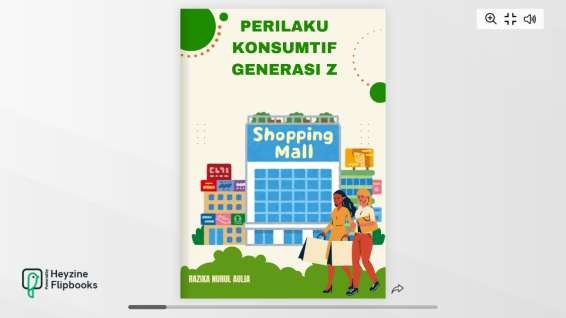 PERILAKU
KONSUMTIF
GENERASI Z
Shopping
Mall
RAZIKA NURUL AULIA
Heyzine
Flipbooks